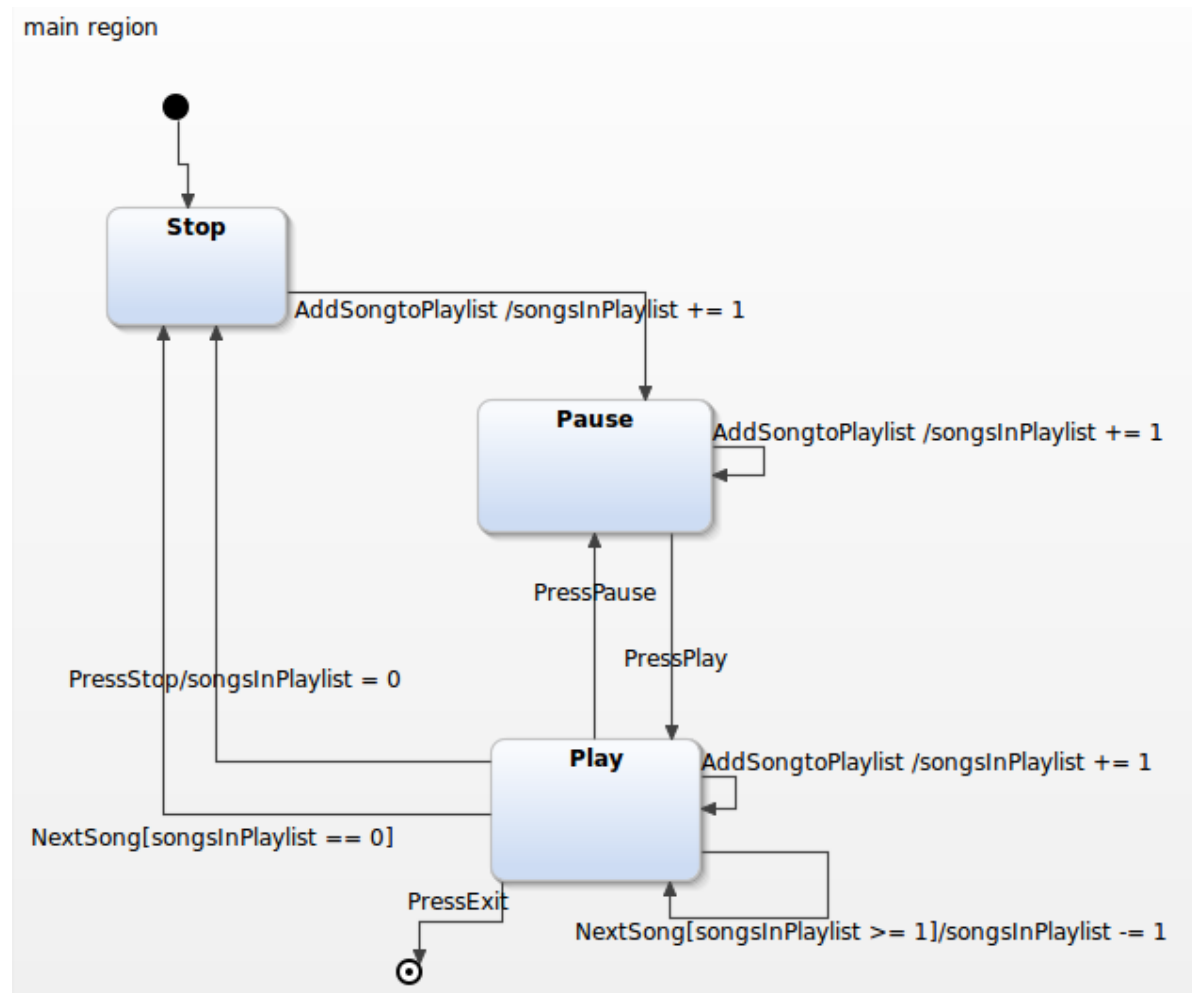 main region
Stop
AddSongtoPlaylist /songsInPlaylist += 1
Pause
AddSongtoPlaylist /songsInPlaylist += 1
PressPause
PressPlay
PressStop/songsInPlaylist = 0
Play
AddSongtoPlaylist /songsInPlaylist += 1
NextSong[songsInPlaylist == 0]
PressExit
NextSong[songsInPlaylist >= 1]/songsInPlaylist -= 1